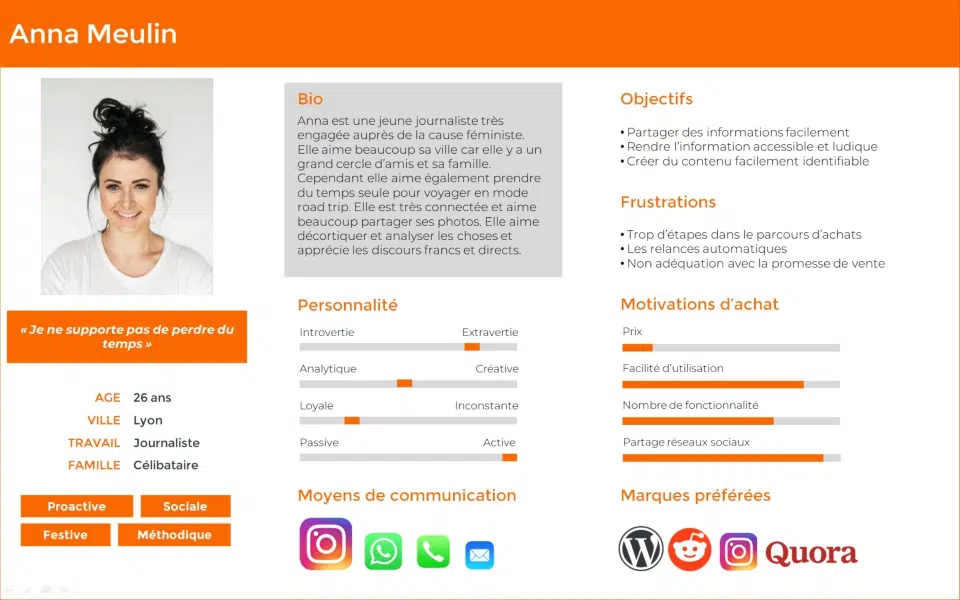 Anna Meulin
« Je ne supporte pas de perdre du
temps »
AGE 26 ans
VILLE Lyon
TRAVAIL Journaliste
FAMILLE Célibataire
Proactive Sociale
Festive Méthodique
Bio
Anna est une jeune journaliste très
engagée auprès de la cause féministe.
Elle aime beaucoup sa ville car elle y a un
grand cercle d'amis et sa famille.
Cependant elle aime également prendre
du temps seule pour voyager en mode
road trip. Elle est très connectée et aime
beaucoup partager ses photos. Elle aime
décortiquer et analyser les choses et
apprécie les discours francs et directs.
Personnalité
Introvertie Extravertie
Analytique Créative
Loyale Inconstante
Passive Active
Moyens de communication
Objectifs
• Partager des informations facilement
• Rendre l'information accessible et ludique
• Créer du contenu facilement identifiable
Frustrations
• Trop d'étapes dans le parcours d'achats
• Les relances automatiques
• Non adéquation avec la promesse de vente
Motivations d'achat
Prix
Facilité d'utilisation
Nombre de fonctionnalité
Partage réseaux sociaux
Marques préférées
Quora